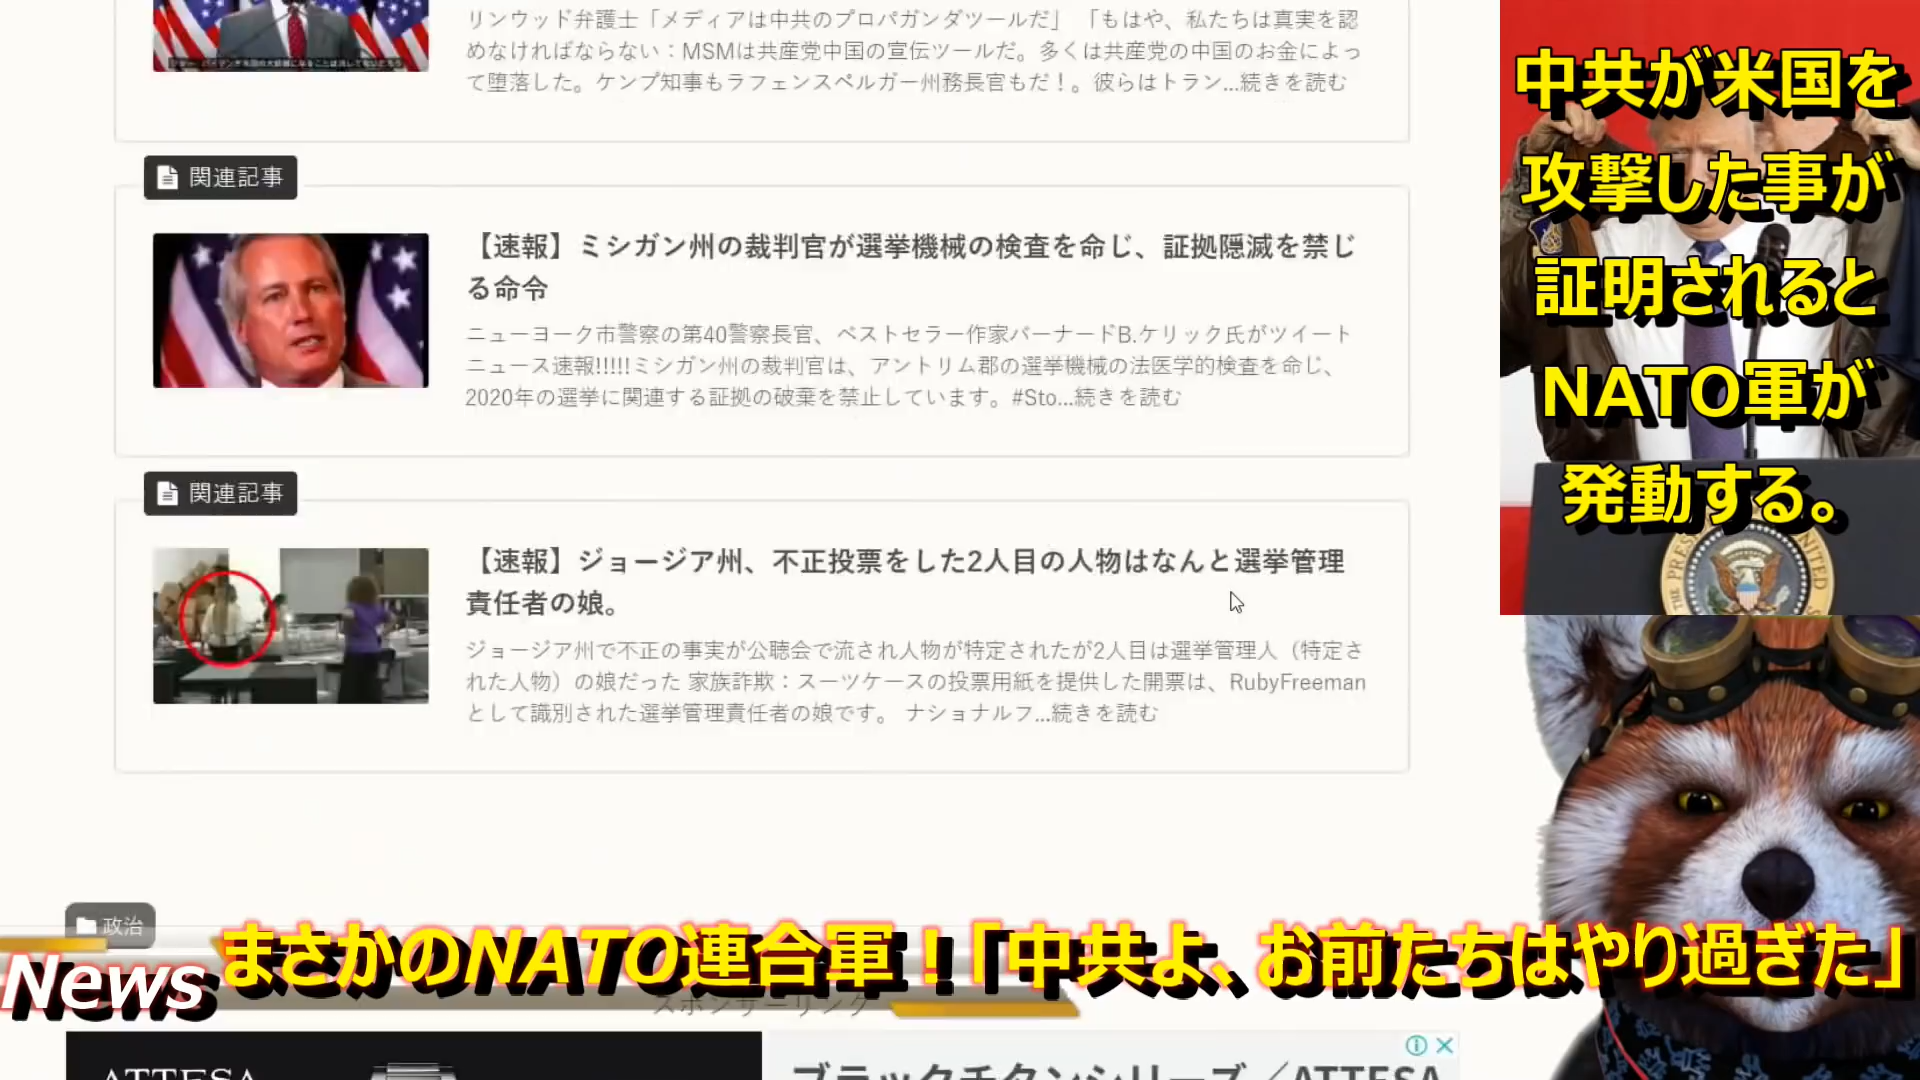 リンウッド弁護士「メディアは中共のプロパガンダツールだ」 「もはや、私たちは真実を認
めなければならない：MSMは共産党中国の宣伝ツールだ。多くは共産党の中国のお金によっ
て堕落した。ケンプ知事もラフェンスペルガー州務長官もだ！。彼らはトラン...続きを読む
関連記事
【速報】ミシガン州の裁判官が選挙機械の検査を命じ、証拠隠滅を禁じ
る命令
ニューヨーク市警察の第40警察長官、ベストセラー作家バーナードB.ケリック氏がツイート
ニュース速報!!!!!ミシガン州の裁判官は、アントリム郡の選挙機械の法医学的検査を命じ、
2020年の選挙に関連する証拠の破棄を禁止しています。#Sto...続きを読む
関連記事
【速報】ジョージア州、不正投票をした2人目の人物はなんと選挙管理
責任者の娘。
ジョージア州で不正の事実が公聴会で流され人物が特定されたが2人目は選挙管理人（特定さ
れた人物）の娘だった 家族詐欺：スーツケースの投票用紙を提供した開票は、RubyFreeman
として識別された選挙管理責任者の娘です。 ナショナルフ...続きを読む
中共が米国を
攻撃した事が
証明されると
NATO軍が
発動する。
政治
News
まさかのNATO連合軍！「中共よ、お前たちはやり過ぎた」
スポンサーリンク
ATTESA
ブラックチタンシリーズ／ATTESA